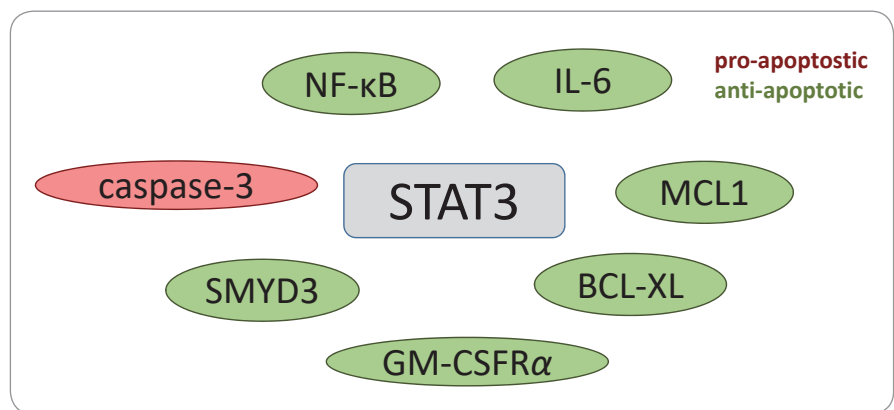 NF-κB
IL-6
pro-apoptostic
anti-apoptotic
caspase-3
STAT3
MCL1
SMYD3
BCL-XL
GM-CSFRα